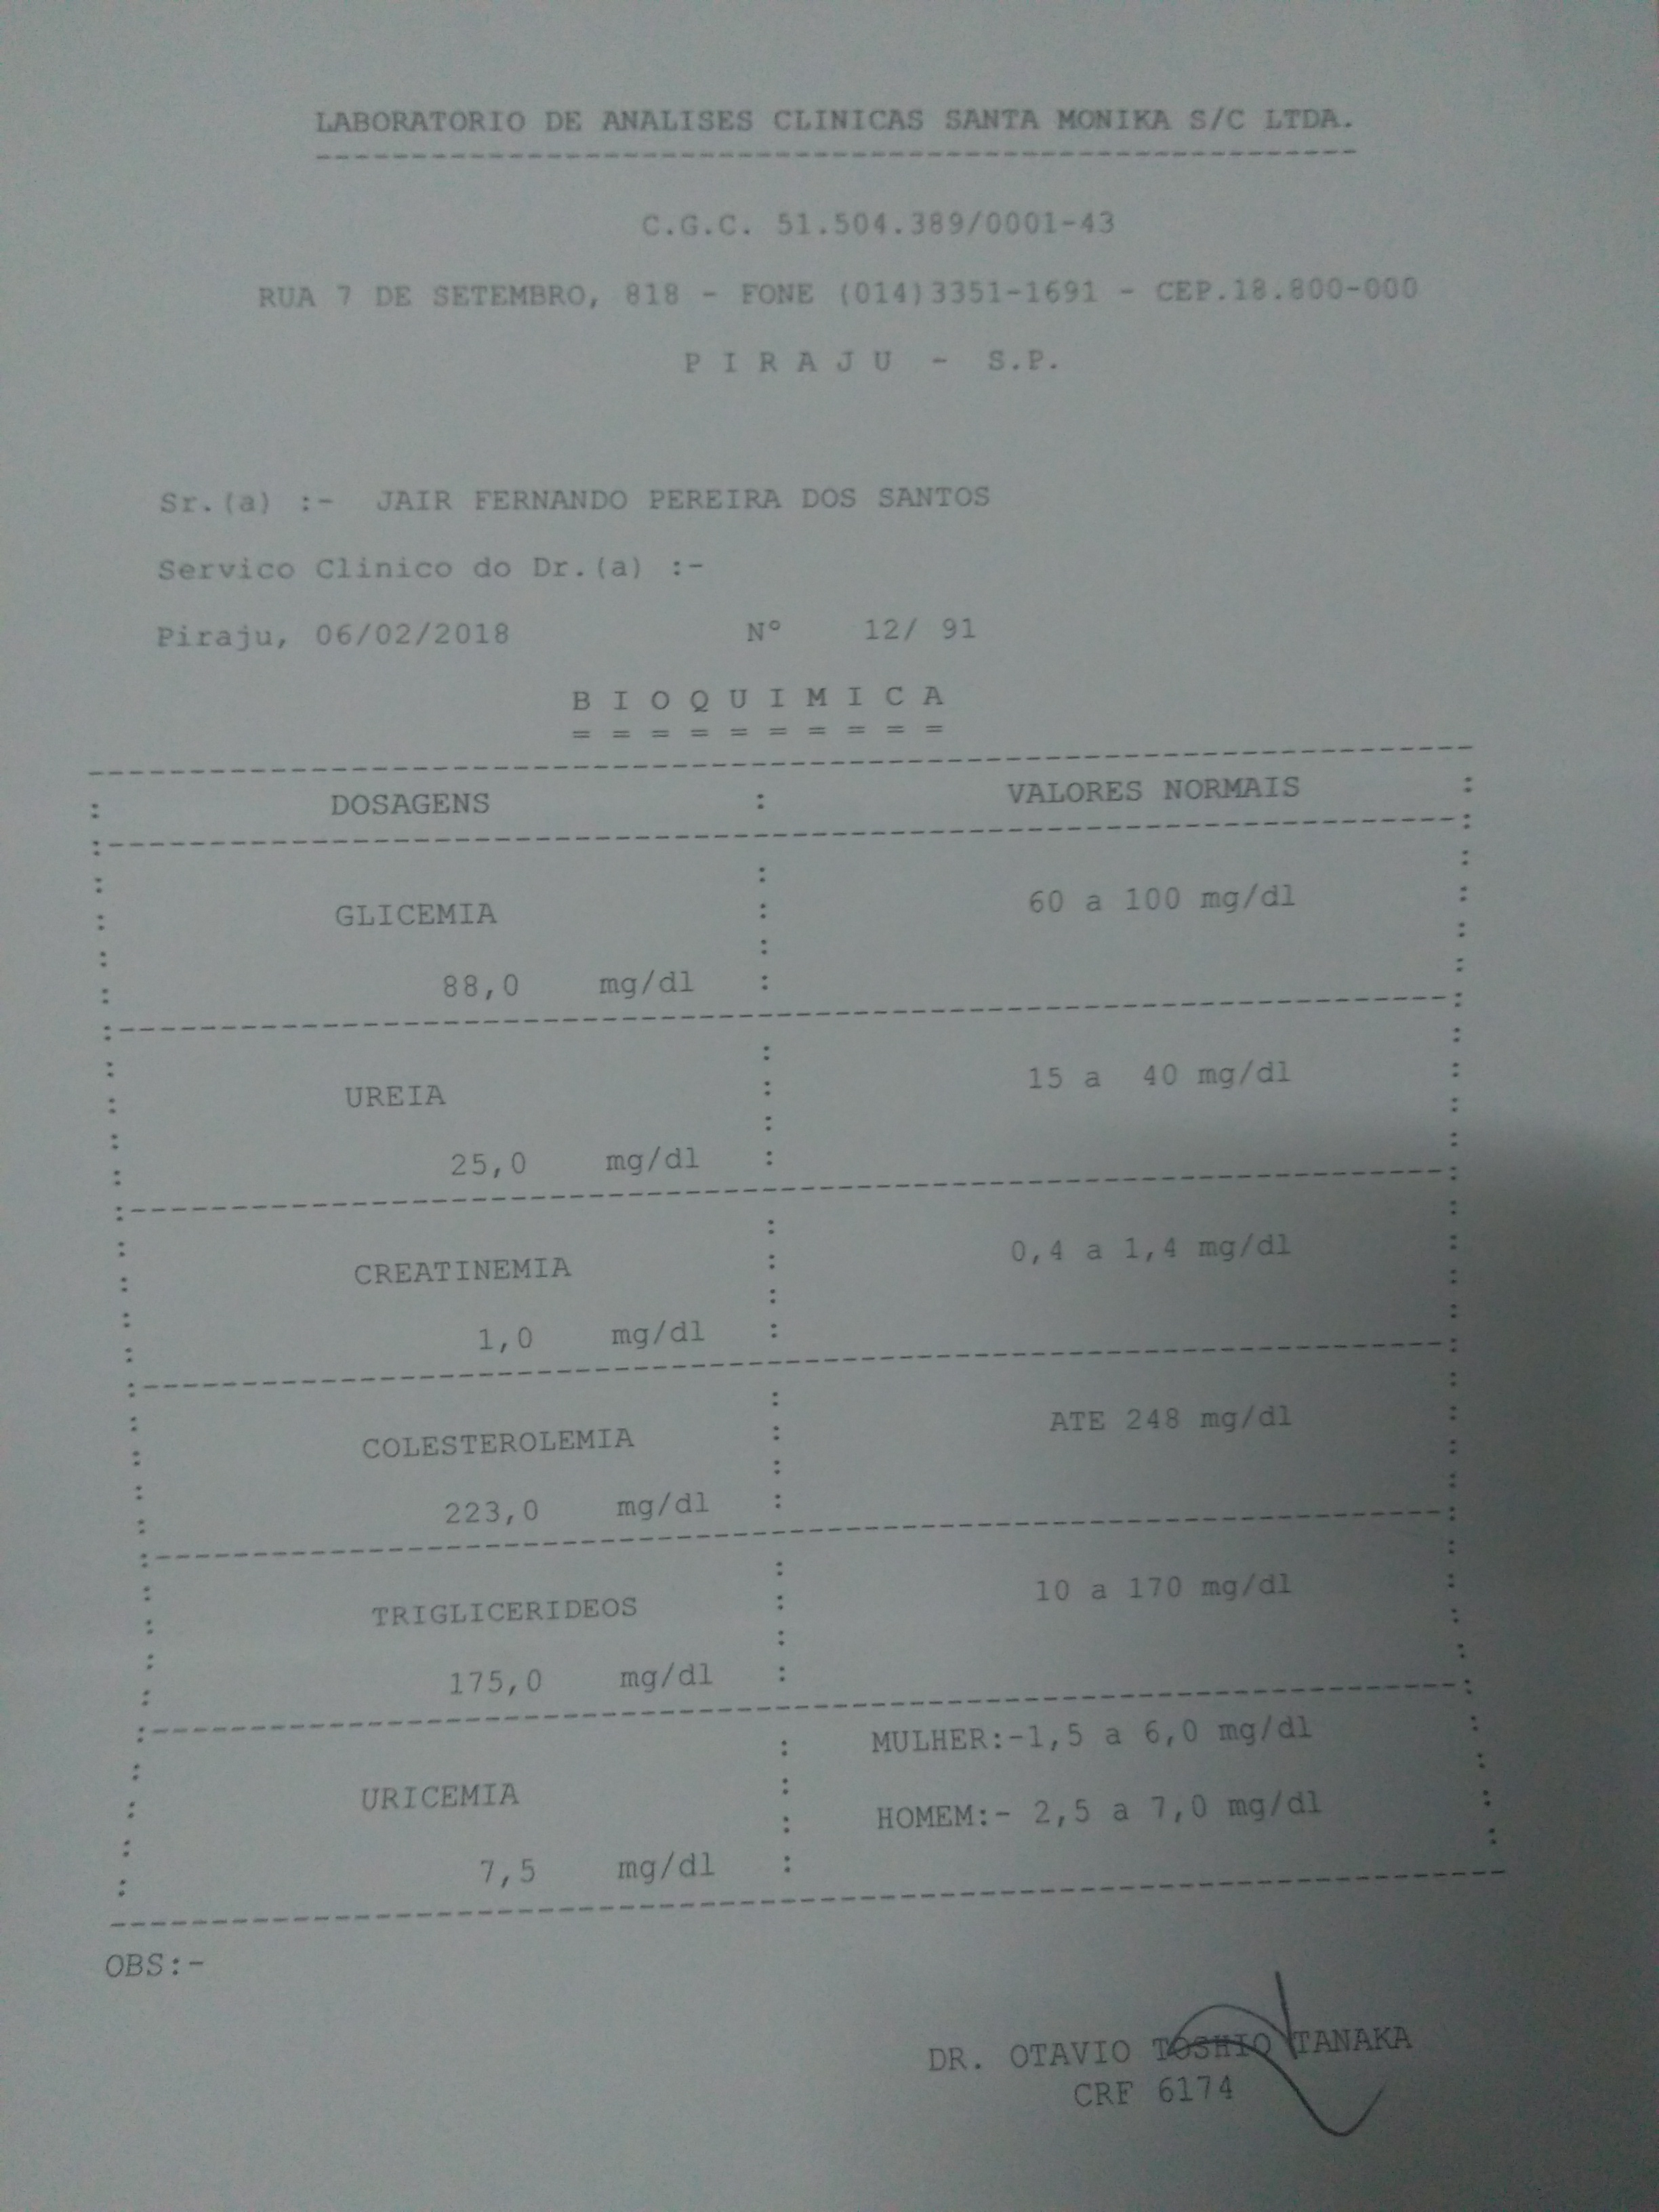 LABORATORIO DE ANALISES CLINICAS SANTA MONIKA S/C LTDA.
C.G.C. 51.504.389/0001-43
RUA 7 DE SETEMBRO, 818 - FONE (014)3351-1691 - CEP.18.800-000
P I R A J U - S.P.
Sr.(a) :- JAIR FERNANDO PEREIRA DOS SANTOS
Servico Clinico do Dr.(a) :-
Piraju, 06/02/2018 Nº 12/ 91
B I O Q U I M I C A
= = = = = = = = = =
: DOSAGENS : VALORES NORMAIS :
GLICEMIA : 60 a 100 mg/dl
88,0 mg/dl :
UREIA : 15 a 40 mg/dl
25,0 mg/dl :
CREATINEMIA : 0,4 a 1,4 mg/dl
1,0 mg/dl :
COLESTEROLEMIA : ATE 248 mg/dl
223,0 mg/dl :
TRIGLICERIDEOS : 10 a 170 mg/dl
175,0 mg/dl :
MULHER:-1,5 a 6,0 mg/dl
URICEMIA : HOMEM:- 2,5 a 7,0 mg/dl
7,5 mg/dl :
OBS:-
DR. OTAVIO TOSHIO TANAKA
CRF 6174